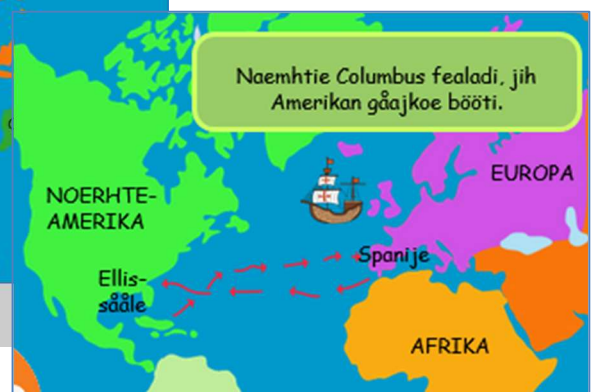 Naemhtie Columbus fealadi, jih
Amerikan gåajkoe bööti.
EUROPA
NOERHTE-
AMERIKA
Spanije
Ellis-
sååle
AFRIKA